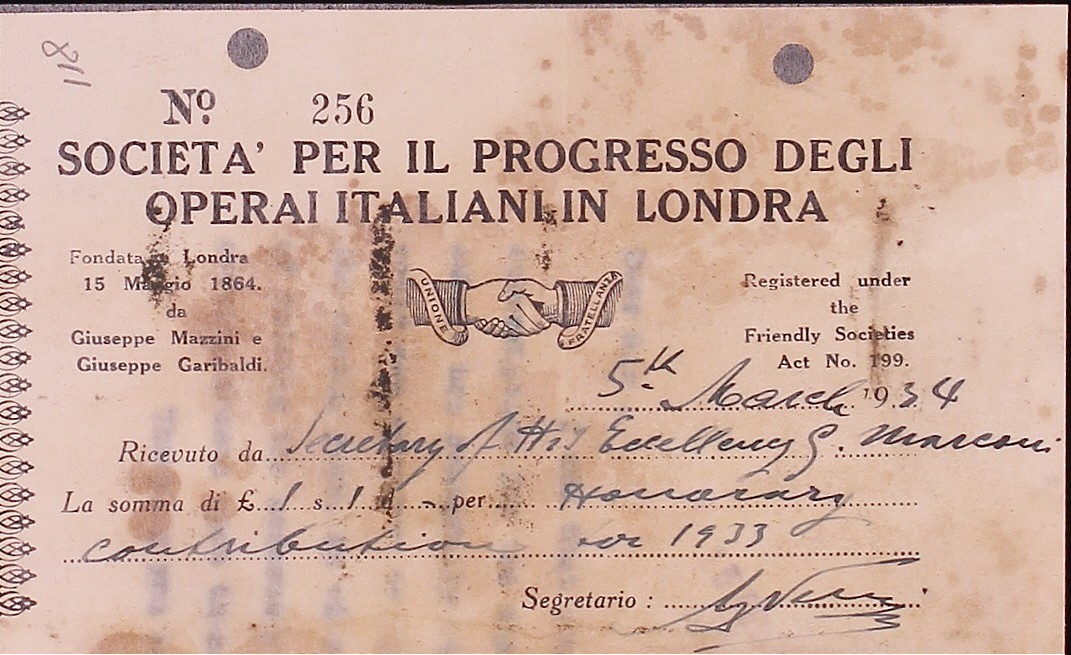 118
Nº 256
SOCIETA' PER IL PROGRESSO DEGLI
OPERAI ITALIANI IN LONDRA
Fondata a Londra
15 Maggio 1864.
da
Giuseppe Mazzini e
Giuseppe Garibaldi.
UNIONE
FRATELLANZA
Registered under
the
Friendly Societies
Act No. 199.
5th March 1934
Ricevuto da Secretary of His Excellency G. Marconi
La somma di £ 1 s. 1 d - per Honorary
contribution for 1933
Segretario :